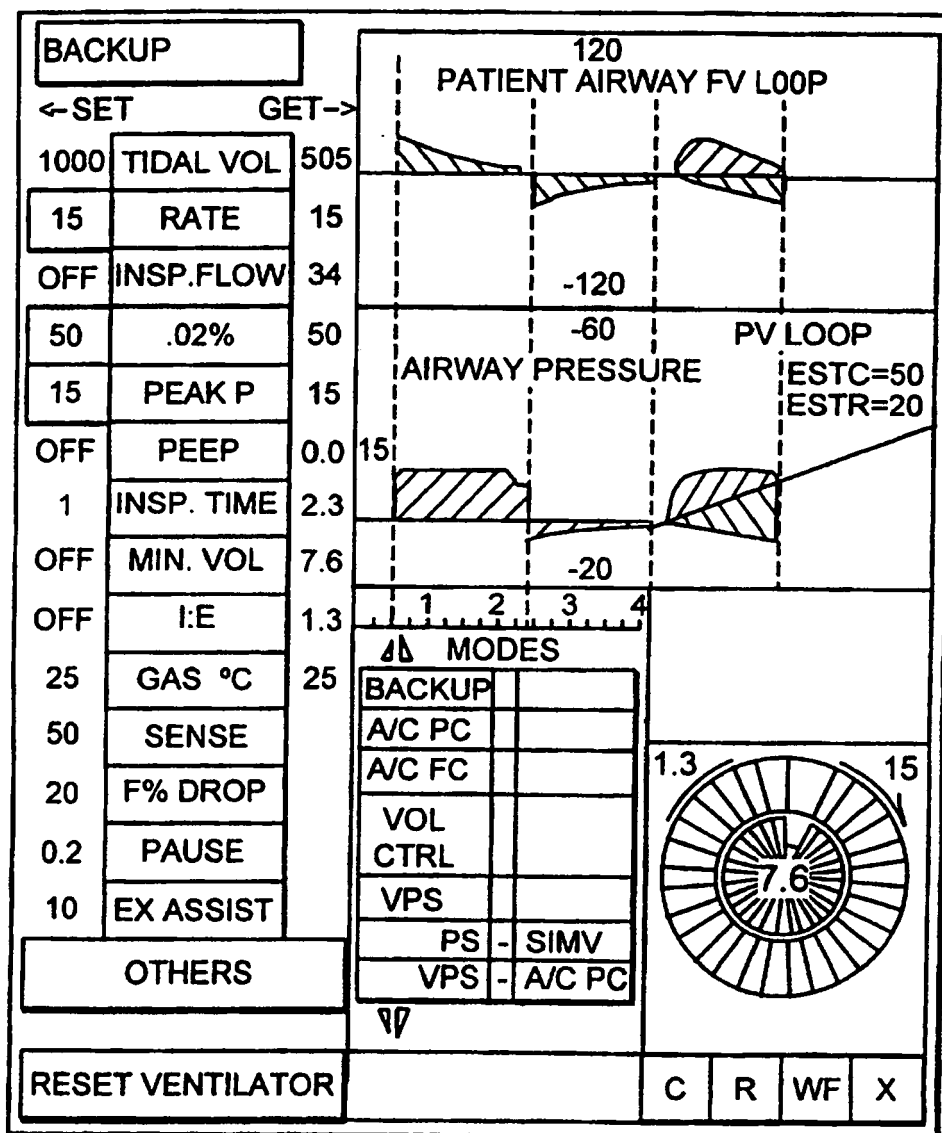 BACKUP
<-SET GET->
1000 TIDAL VOL 505
15 RATE 15
OFF INSP.FLOW 34
50 .02% 50
15 PEAK P 15
OFF PEEP 0.0
1 INSP. TIME 2.3
OFF MIN. VOL 7.6
OFF I:E 1.3
25 GAS ºC 25
50 SENSE
20 F% DROP
0.2 PAUSE
10 EX ASSIST
OTHERS
RESET VENTILATOR
120
PATIENT AIRWAY FV LOOP
-120
-60 PV LOOP
AIRWAY PRESSURE ESTC=50
ESTR=20
15
-20
1 2 3 4
MODES
BACKUP
A/C PC
A/C FC
VOL
CTRL
VPS
PS - SIMV
VPS - A/C PC
1.3 15
7.6
C R WF X